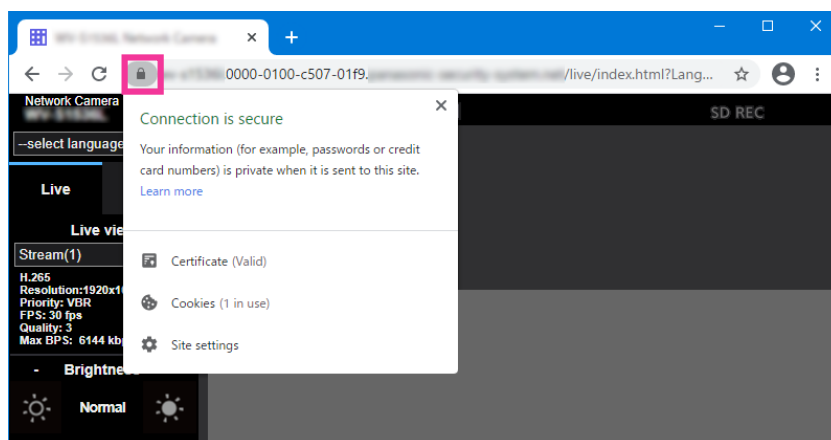 0000-0100-c507-01f9.
/live/index.html?Lang...
Network Camera
SD REC
--select language
Connection is secure
Your information (for example, passwords or credit
card numbers) is private when it is sent to this site.
Learn more
Live
Live vie
Stream(1)
Certificate (Valid)
H.265
Resolution:1920x1
Priority: VBR
FPS: 30 fps
Quality: 3
Max BPS: 6144 kb
Cookies (1 in use)
Site settings
- Brightne
Normal